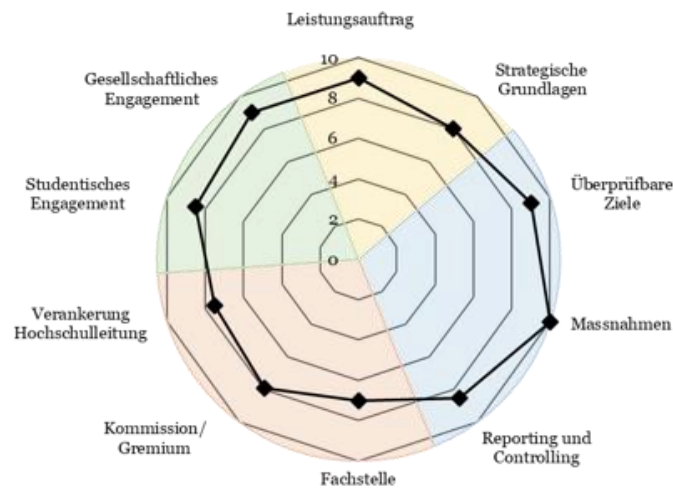 Leistungsauftrag
Strategische
Grundlagen
Überprüfbare
Ziele
Massnahmen
Reporting und
Controlling
Fachstelle
Kommission/
Gremium
Verankerung
Hochschulleitung
Studentisches
Engagement
Gesellschaftliches
Engagement
10
8
6
4
2
0